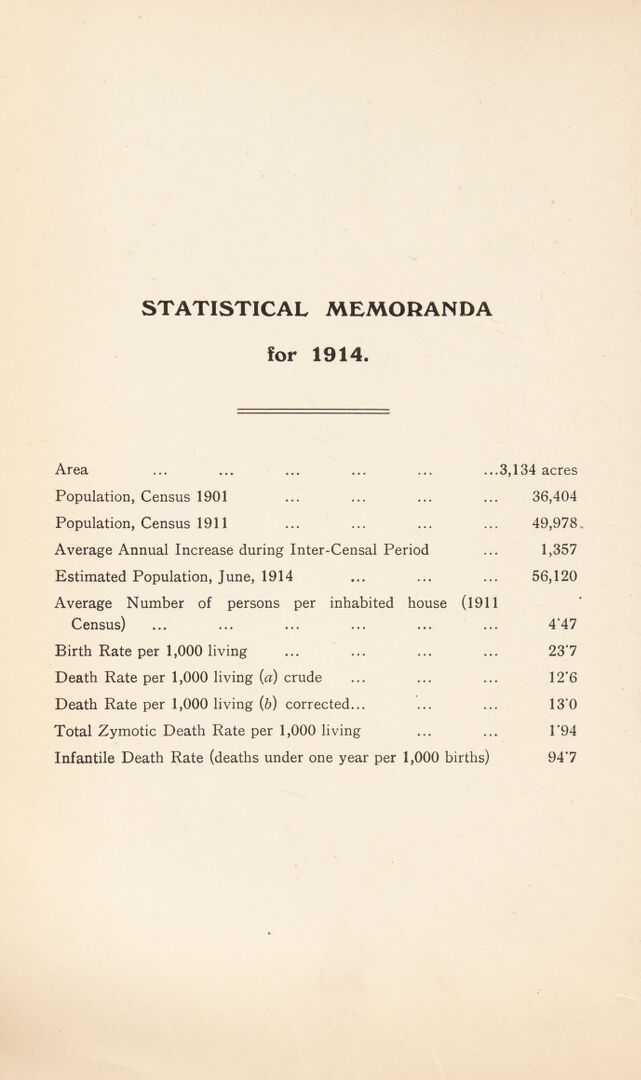 STATISTICAL MEMORANDA
for 1914.
Area ... ... ... ... ... ...3,134 acres
Population, Census 1901 ... ... ... ... 36,404
Population, Census 1911 ... ... ... ... 49,978
Average Annual Increase during Inter-Censal Period ... 1,357
Estimated Population, June, 1914 ... ... ... 56,120
Average Number of persons per inhabited house (1911
Census) ... ... ... ... ... ... 4·47
Birth Rate per 1,000 living ... ... ... ... 23·7
Death Rate per 1,000 living (a) crude ... ... ... 12·6
Death Rate per 1,000 living (b) corrected... ... ... 13·0
Total Zymotic Death Rate per 1,000 living ... ... 1·94
Infantile Death Rate (deaths under one year per 1,000 births) 94·7